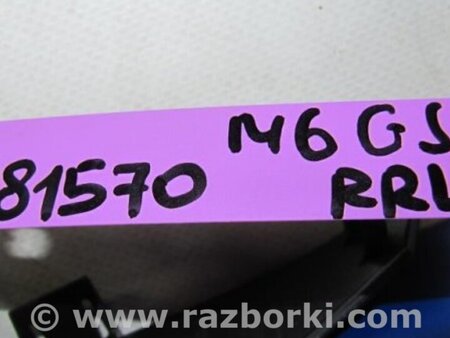 M6 GS
81570 RRL
© www.razborki.com